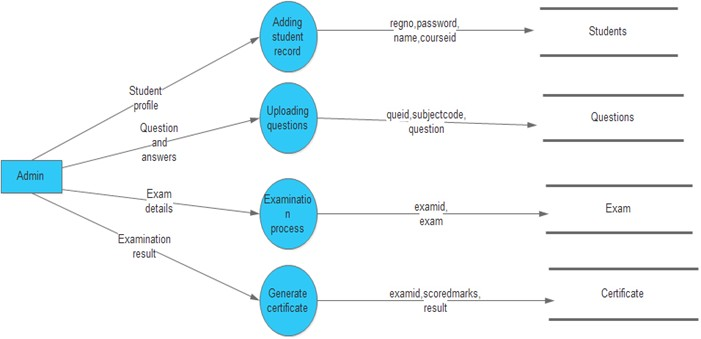 Adding
student
record
regno,password,
name,courseid
Students
Student
profile
Uploading
questions
queid,subjectcode,
question
Questions
Question
and
answers
Admin
Exam
details
Examinatio
n
process
examid,
exam
Exam
Examination
result
Generate
certificate
examid,scoredmarks,
result
Certificate